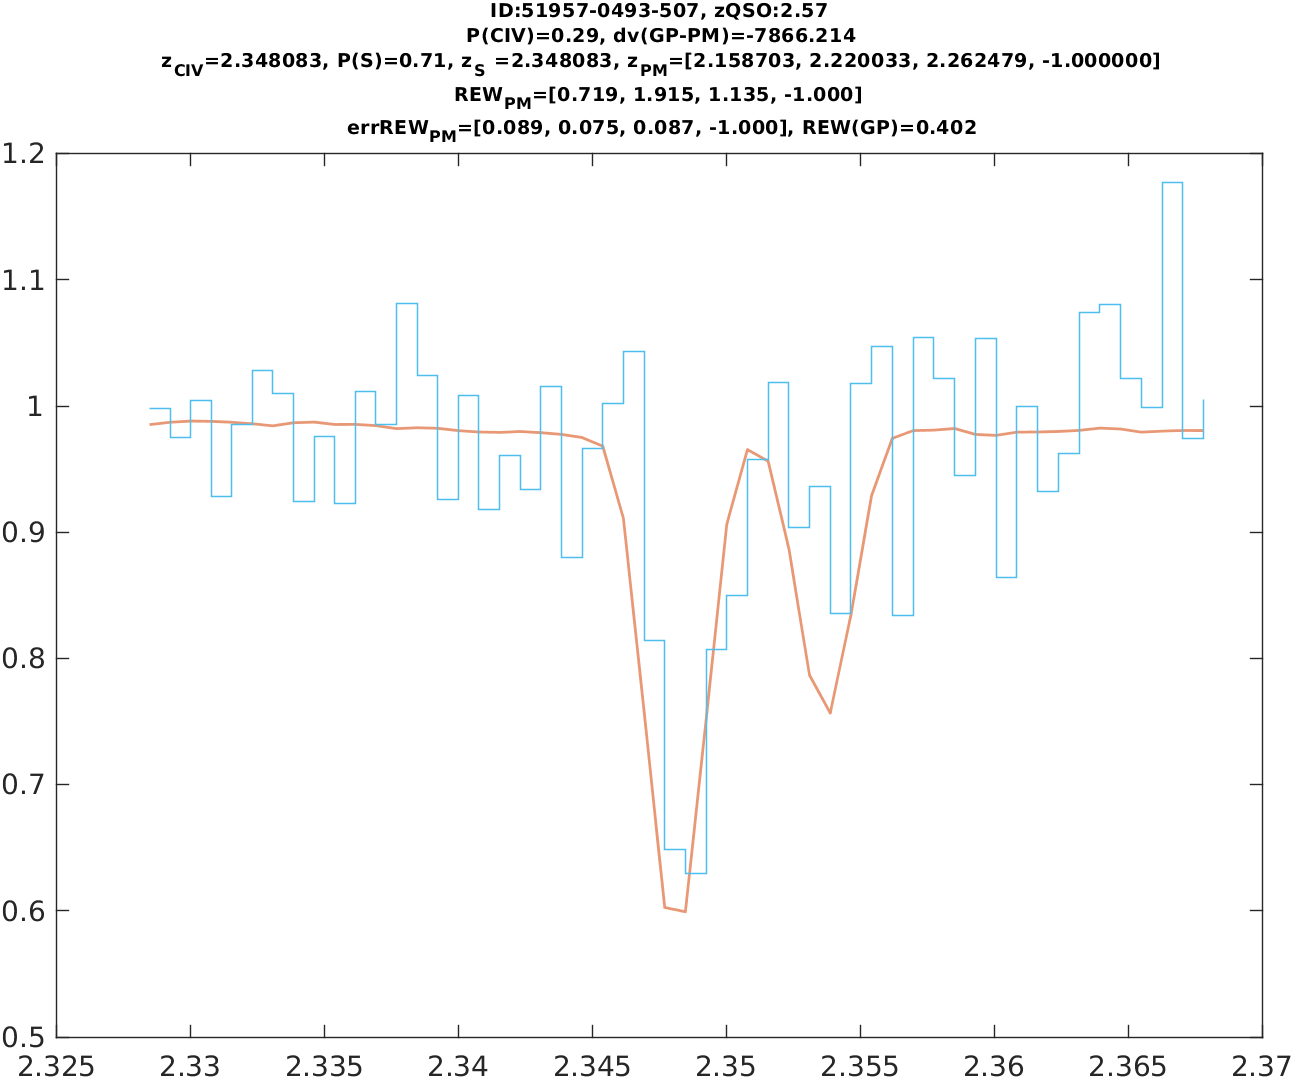 ID:51957-0493-507, zQSO:2.57
P(CIV)=0.29, dv(GP-PM)=-7866.214
zCIV=2.348083, P(S)=0.71, zS =2.348083, zPM=[2.158703, 2.220033, 2.262479, -1.000000]
REWPM=[0.719, 1.915, 1.135, -1.000]
errREWPM=[0.089, 0.075, 0.087, -1.000], REW(GP)=0.402
1.2
1.1
1
0.9
0.8
0.7
0.6
0.5
2.325 2.33 2.335 2.34 2.345 2.35 2.355 2.36 2.365 2.37